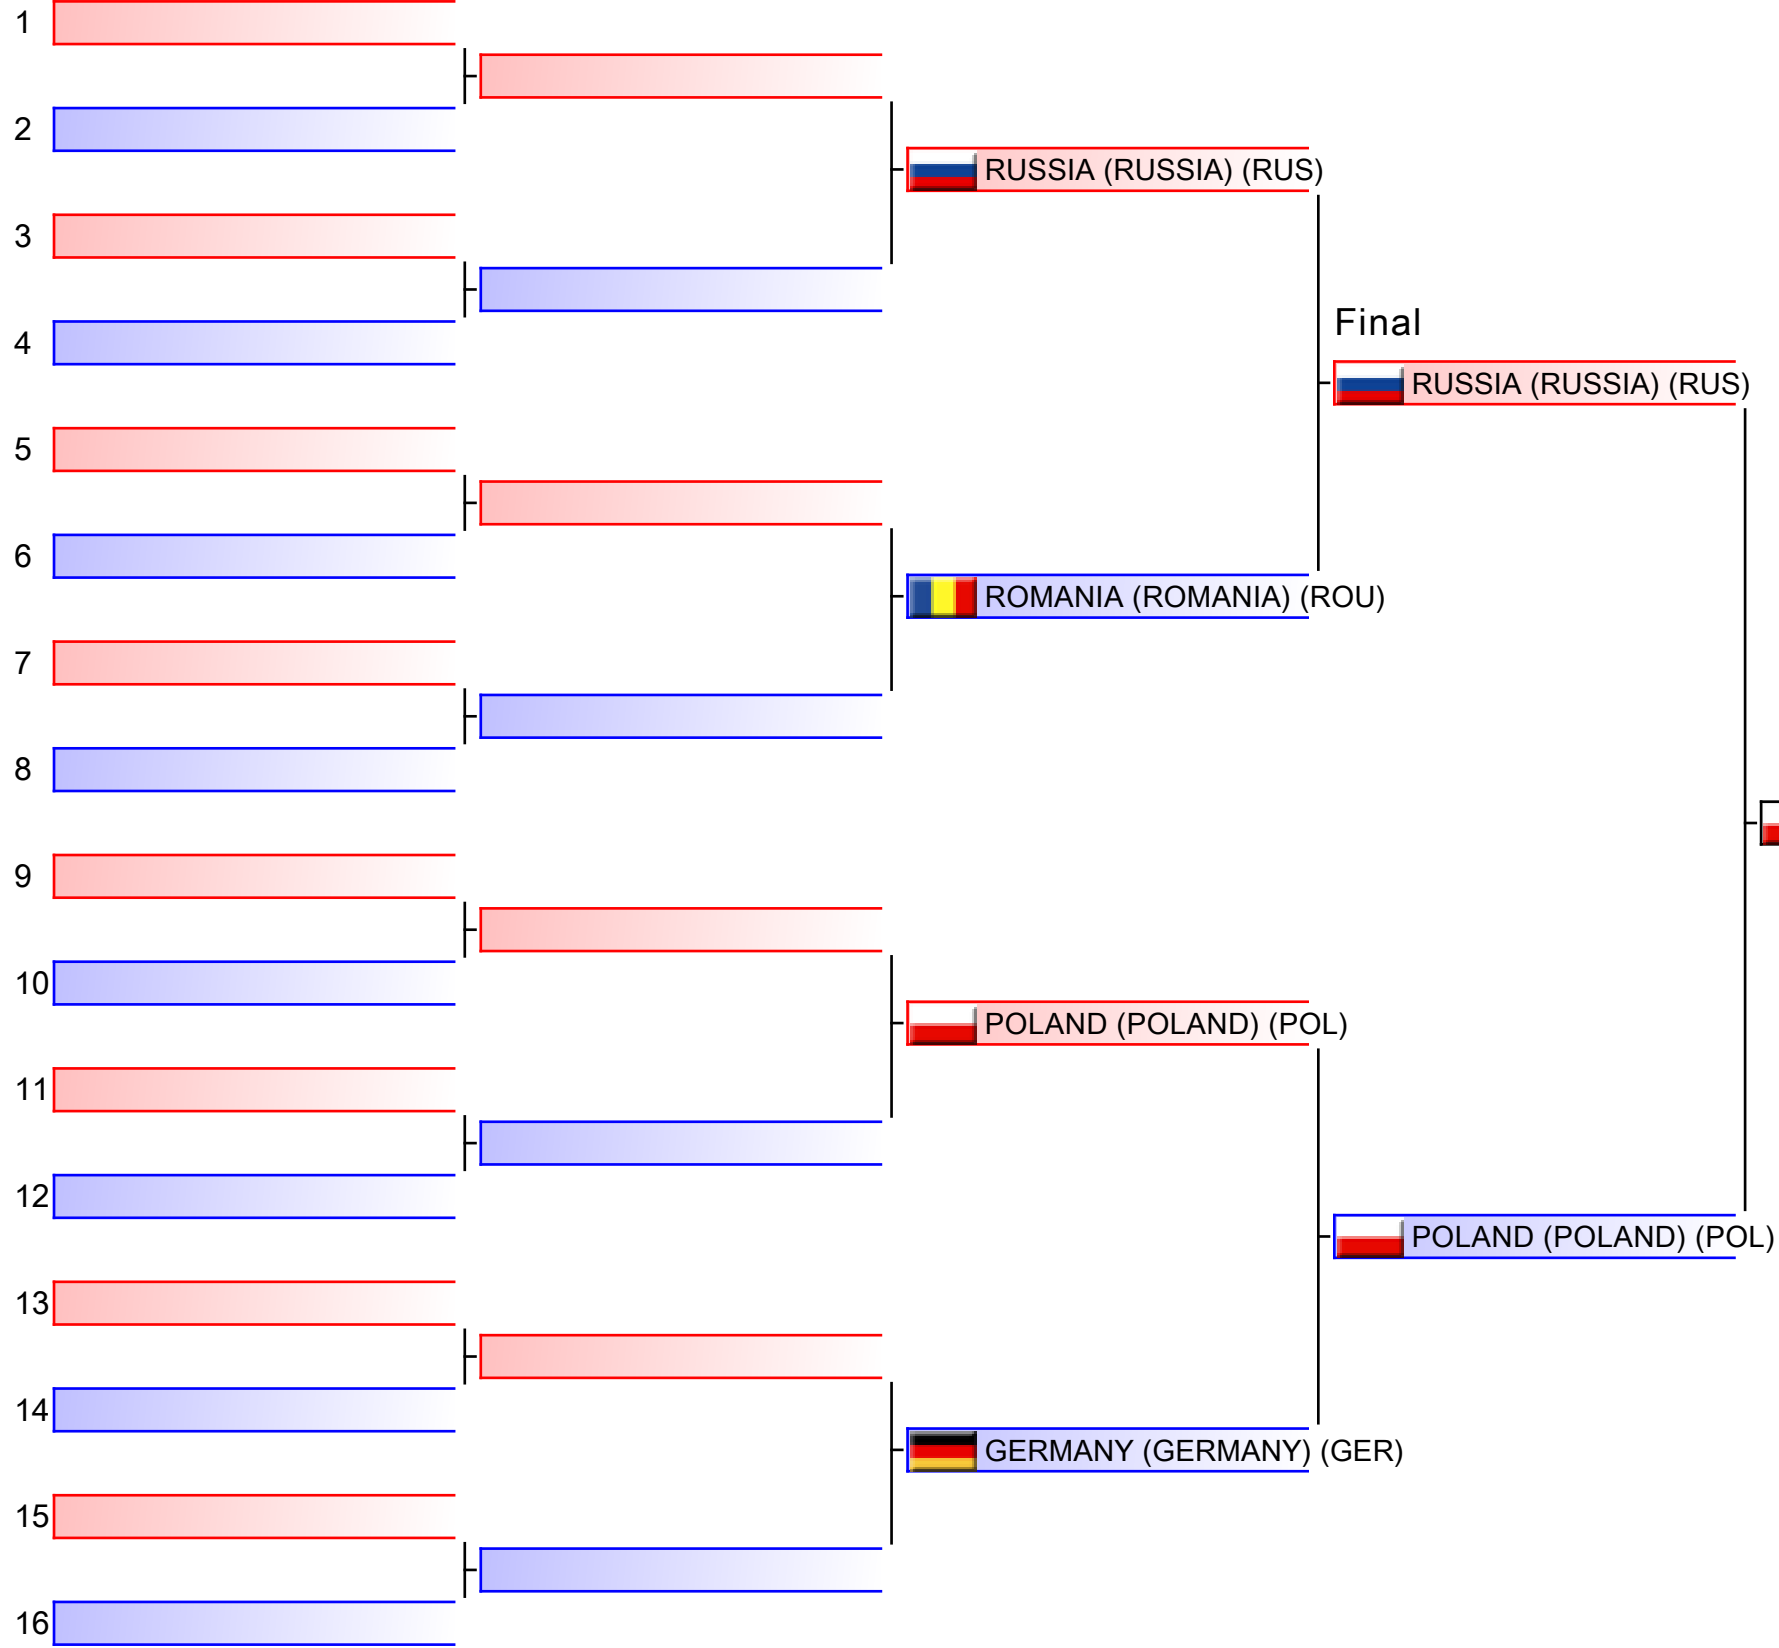 1
2
RUSSIA (RUSSIA) (RUS)
3
Final
4
RUSSIA (RUSSIA) (RUS)
5
6
ROMANIA (ROMANIA) (ROU)
7
8
9
10
POLAND (POLAND) (POL)
11
12
POLAND (POLAND) (POL)
13
14
GERMANY (GERMANY) (GER)
15
16